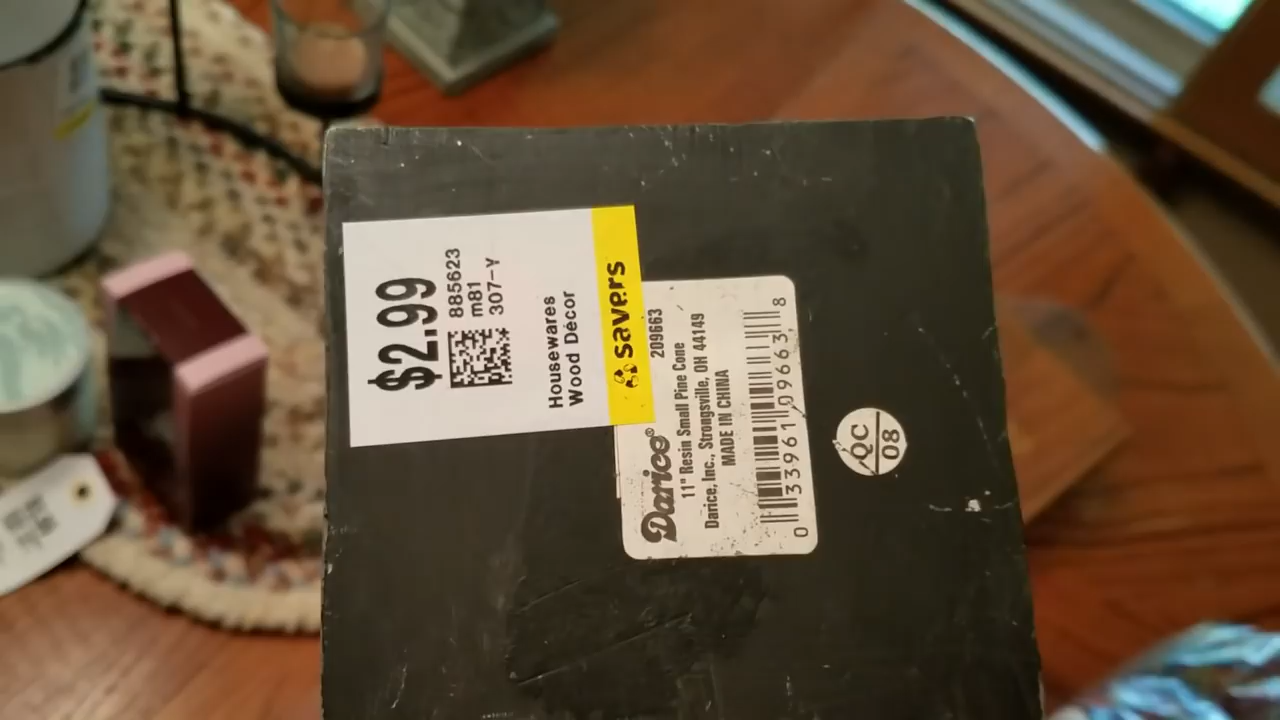 $2.99
885623
m81
307-Y
Housewares
Wood Décor
savers
209663
Darice®
11" Resin Small Pine Cone
Darice, Inc., Strongsville, OH 44149
MADE IN CHINA
0 33961 09663 8
QC
08